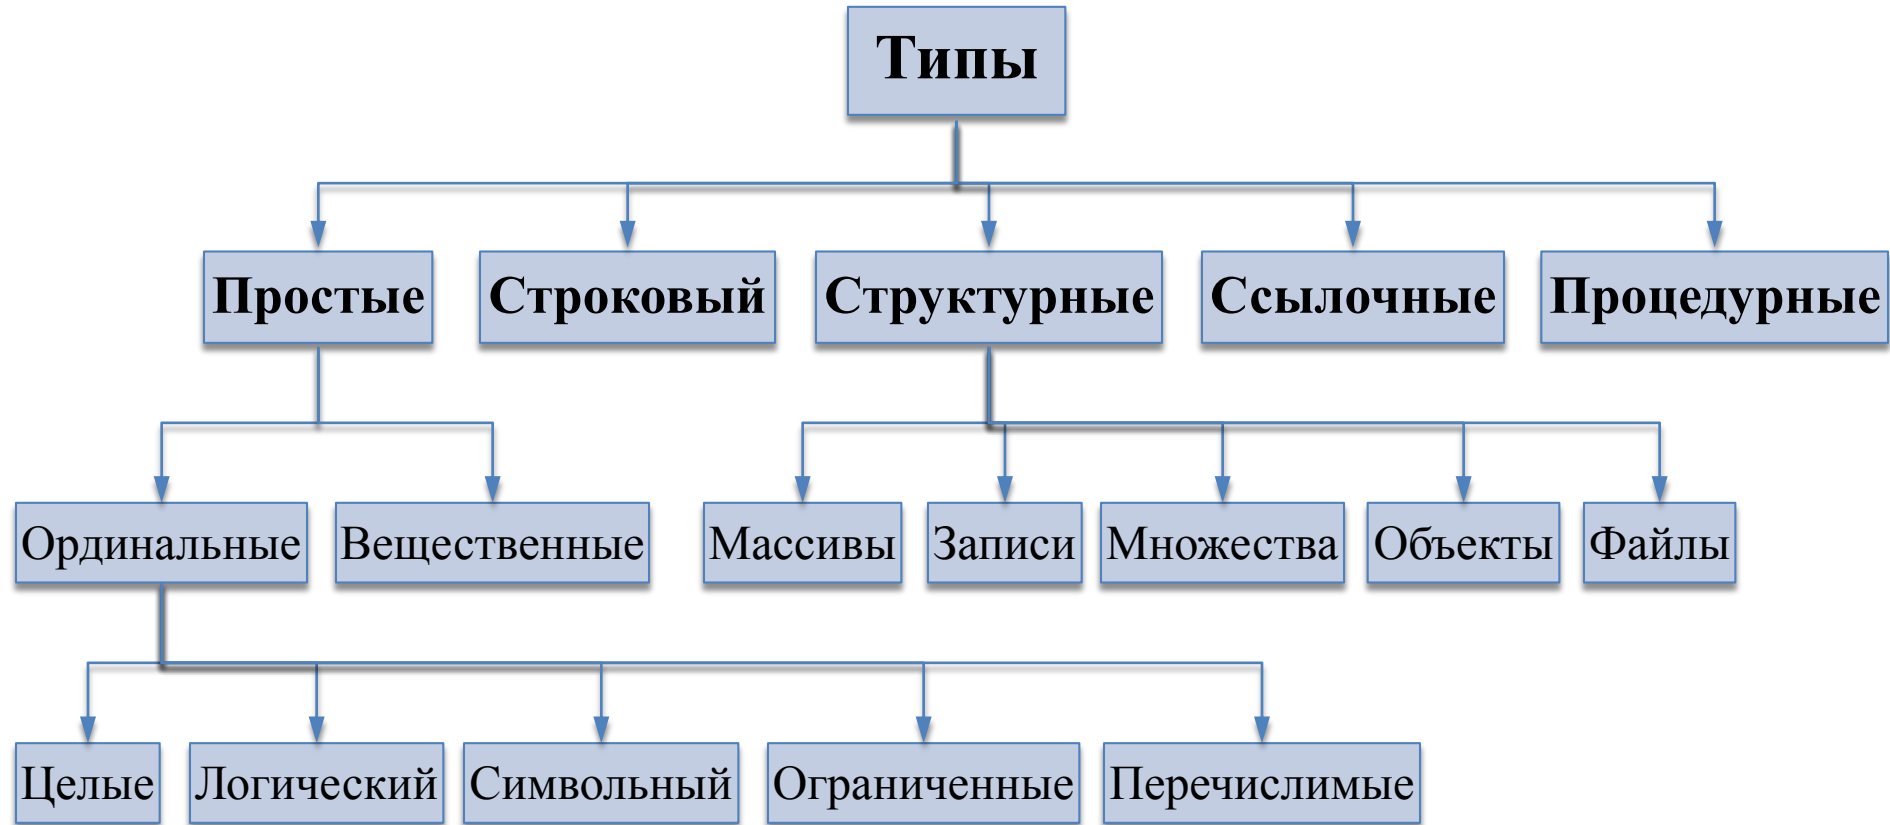 Типы
Простые
Строковый
Структурные
Ссылочные
Процедурные
Ординальные
Вещественные
Массивы
Записи
Множества
Объекты
Файлы
Целые
Логический
Символьный
Ограниченные
Перечислимые